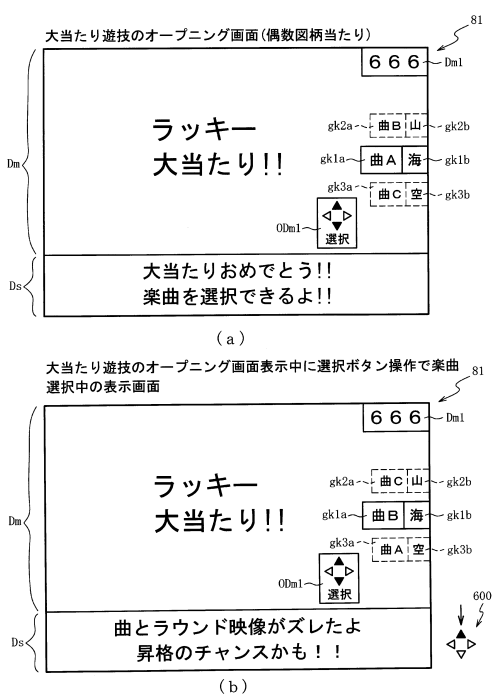 大当たり遊技のオープニング画面(偶数図柄当たり)
81
666
Dm1
gk2a
曲B
山
gk2b
ラッキー
大当たり!!
Dm
gk1a
曲A
海
gk1b
gk3a
曲C
空
gk3b
ODm1
選択
Ds
大当たりおめでとう!!
楽曲を選択できるよ!!
(a)
大当たり遊技のオープニング画面表示中に選択ボタン操作で楽曲
選択中の表示画面
81
666
Dm1
gk2a
曲C
山
gk2b
ラッキー
大当たり!!
Dm
gk1a
曲B
海
gk1b
gk3a
曲A
空
gk3b
ODm1
選択
600
Ds
曲とラウンド映像がズレたよ
昇格のチャンスかも!!
(b)